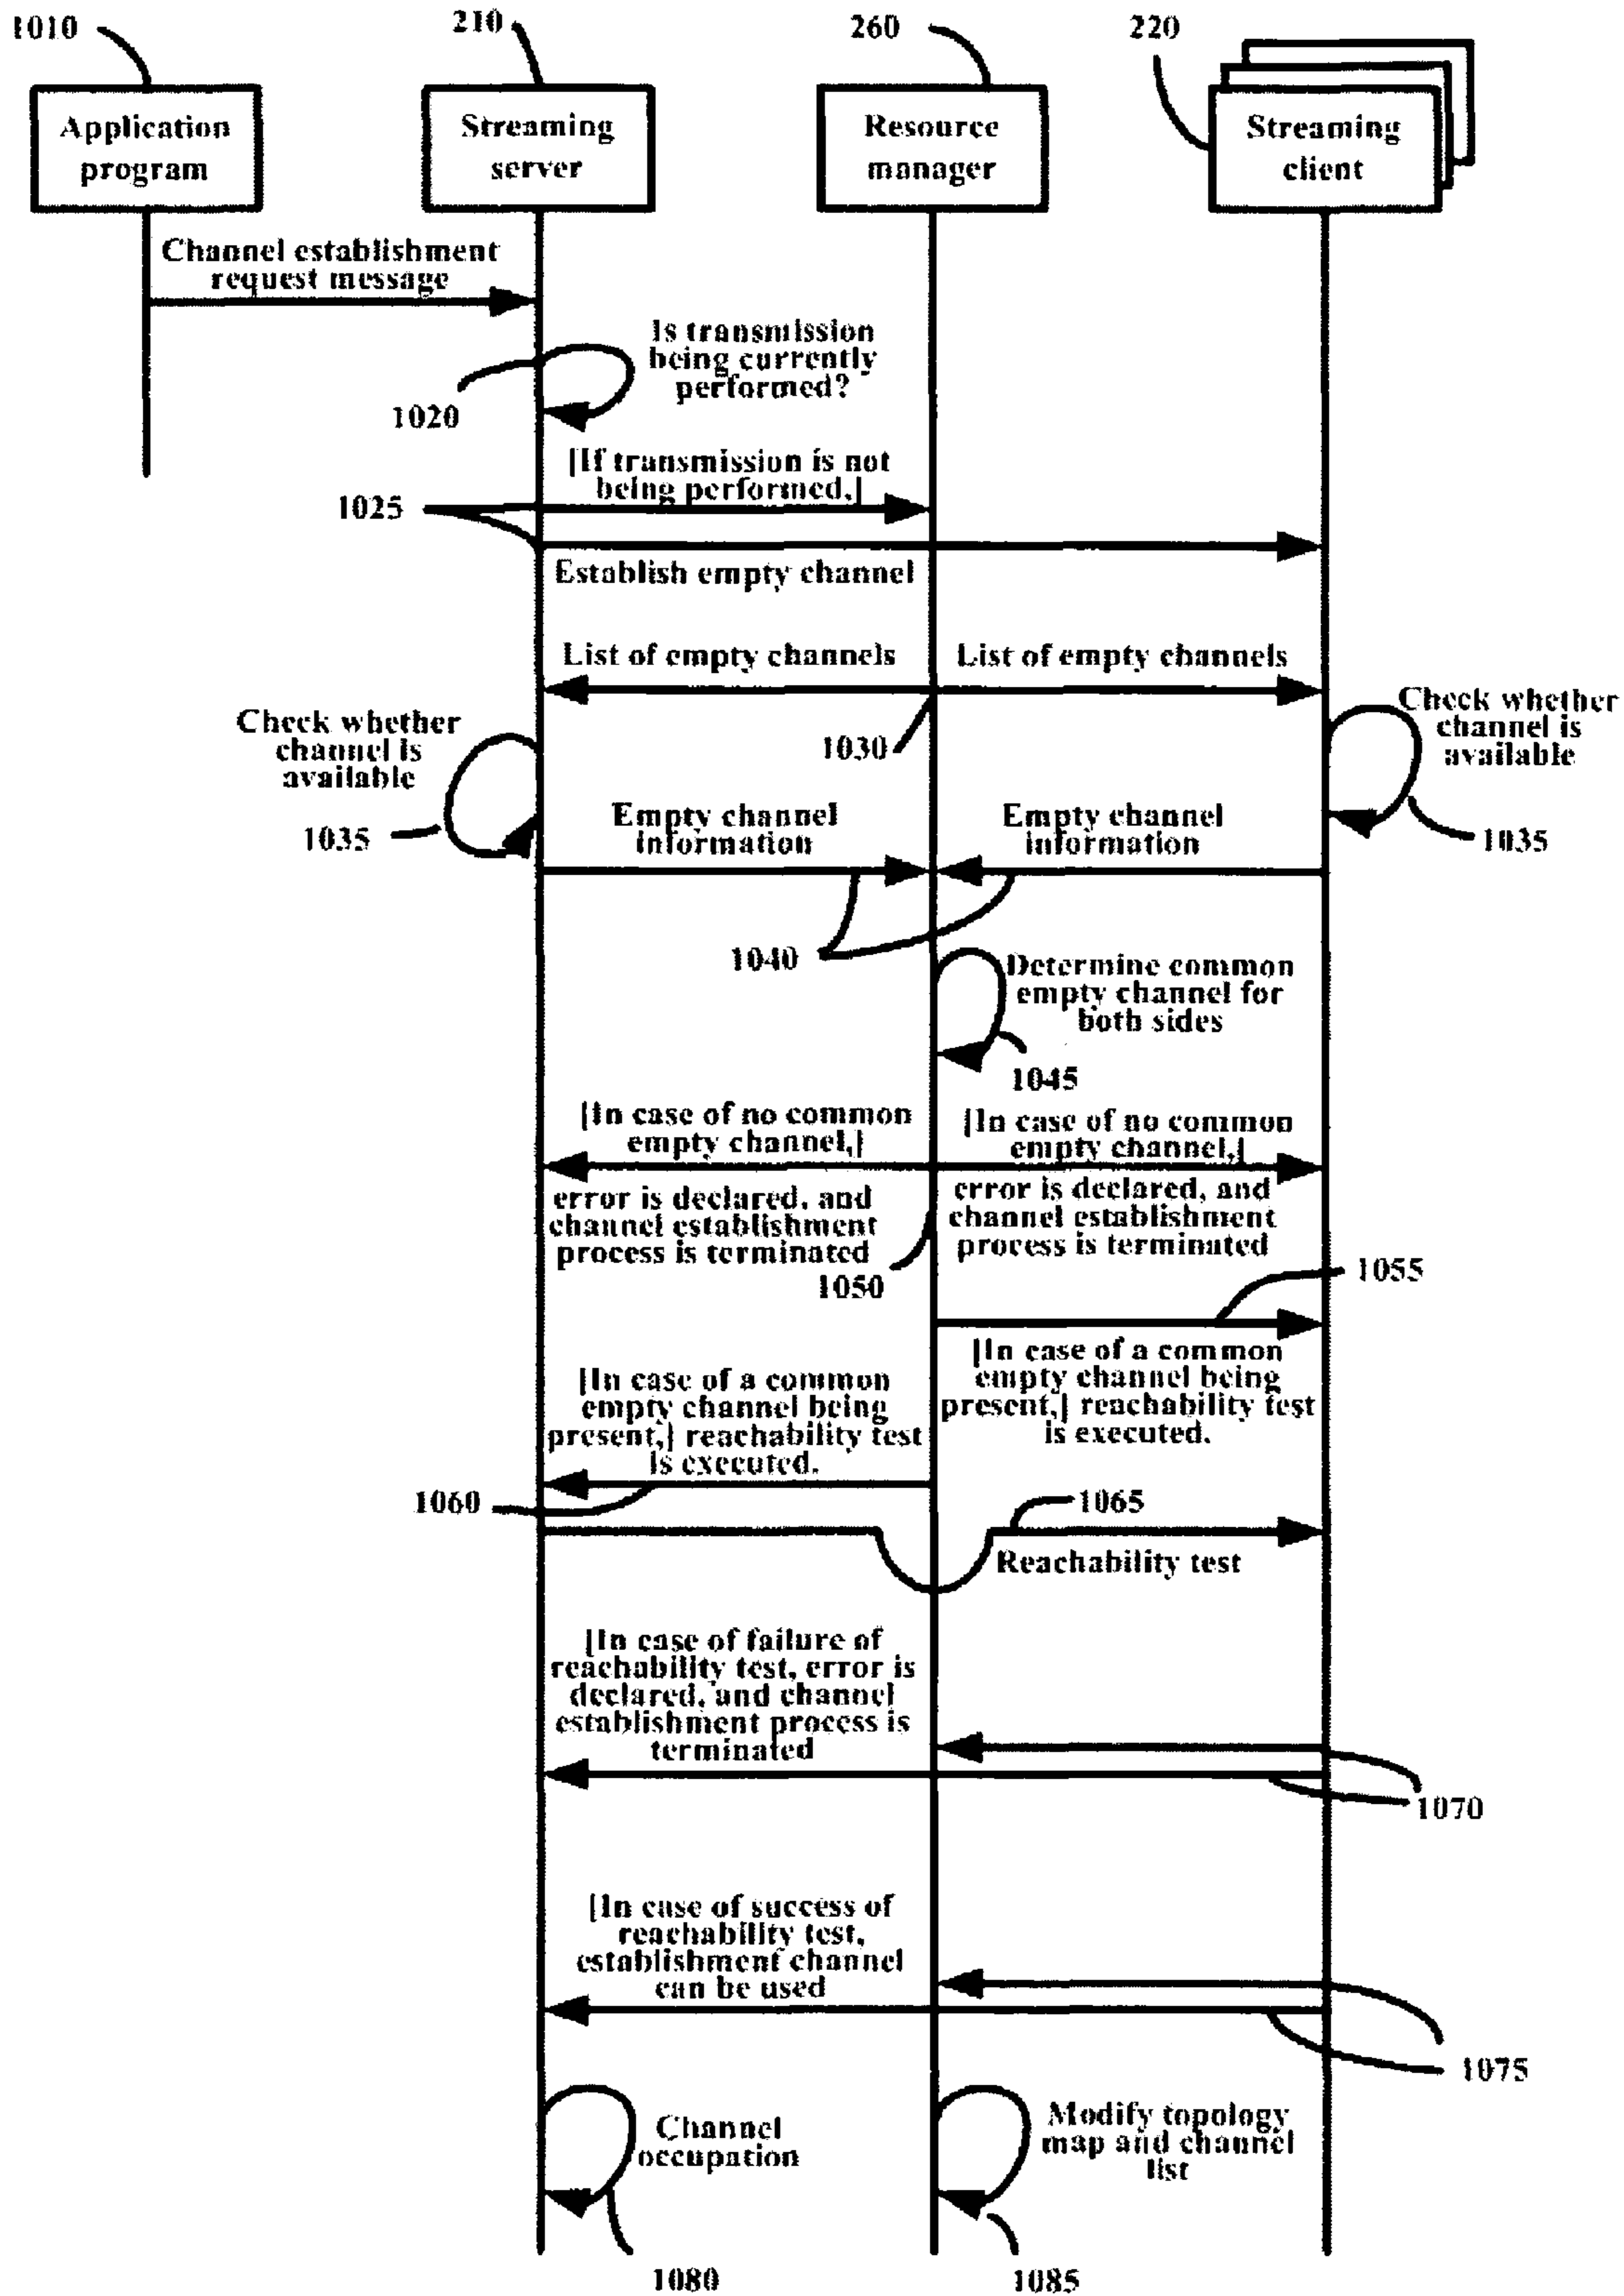 1010
210
260
220
Application
program
Streaming
server
Resource
manager
Streaming
client
Channel establishment
request message
Is transmission
being currently
performed?
1020
[If transmission is not
being performed,]
1025
Establish empty channel
List of empty channels
List of empty channels
Check whether
channel is
available
1030
Check whether
channel is
available
1035
Empty channel
information
Empty channel
information
1035
1040
Determine common
empty channel for
both sides
1045
[In case of no common
empty channel,]
[In case of no common
empty channel,]
error is declared, and
channel establishment
process is terminated
error is declared, and
channel establishment
process is terminated
1050
1055
[In case of a common
empty channel being
present,] reachability test
is executed.
[In case of a common
empty channel being
present,] reachability test
is executed.
1060
1065
Reachability test
[In case of failure of
reachability test, error is
declared, and channel
establishment process is
terminated
1070
[In case of success of
reachability test,
establishment channel
can be used
1075
Channel
occupation
Modify topology
map and channel
list
1080
1085